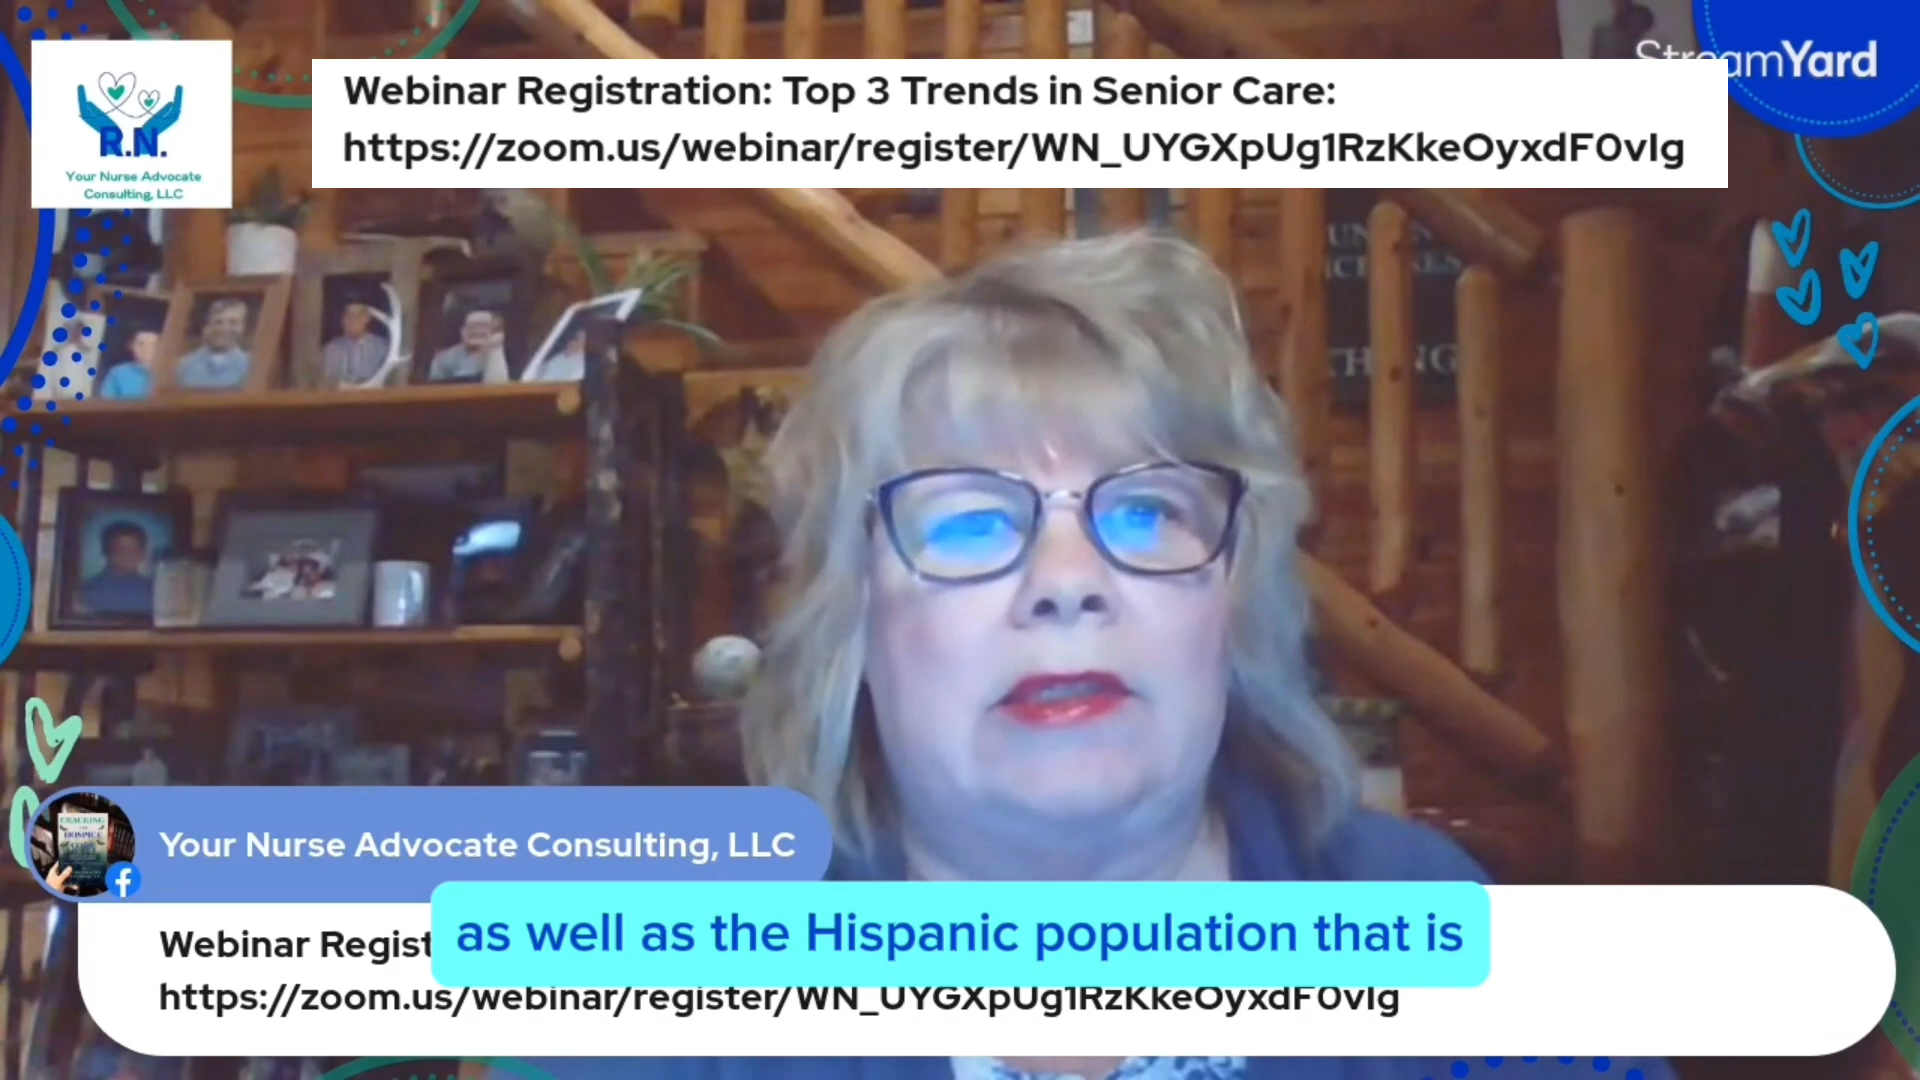 StreamYard
Webinar Registration: Top 3 Trends in Senior Care:
https://zoom.us/webinar/register/WN_UYGXpUg1RzKkeOyxdF0vIg
R.N.
Your Nurse Advocate
Consulting, LLC
CRACKING
HOSPICE
Your Nurse Advocate Consulting, LLC
as well as the Hispanic population that is
Webinar Regist
https://zoom.us/webinar/register/WN_UYGXpUg1RzKkeOyxdF0vIg